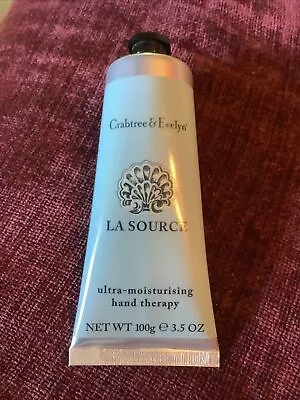 Crabtree & Evelyn®
LA SOURCE
ultra-moisturising
hand therapy
NET WT 100g ℮ 3.5 OZ